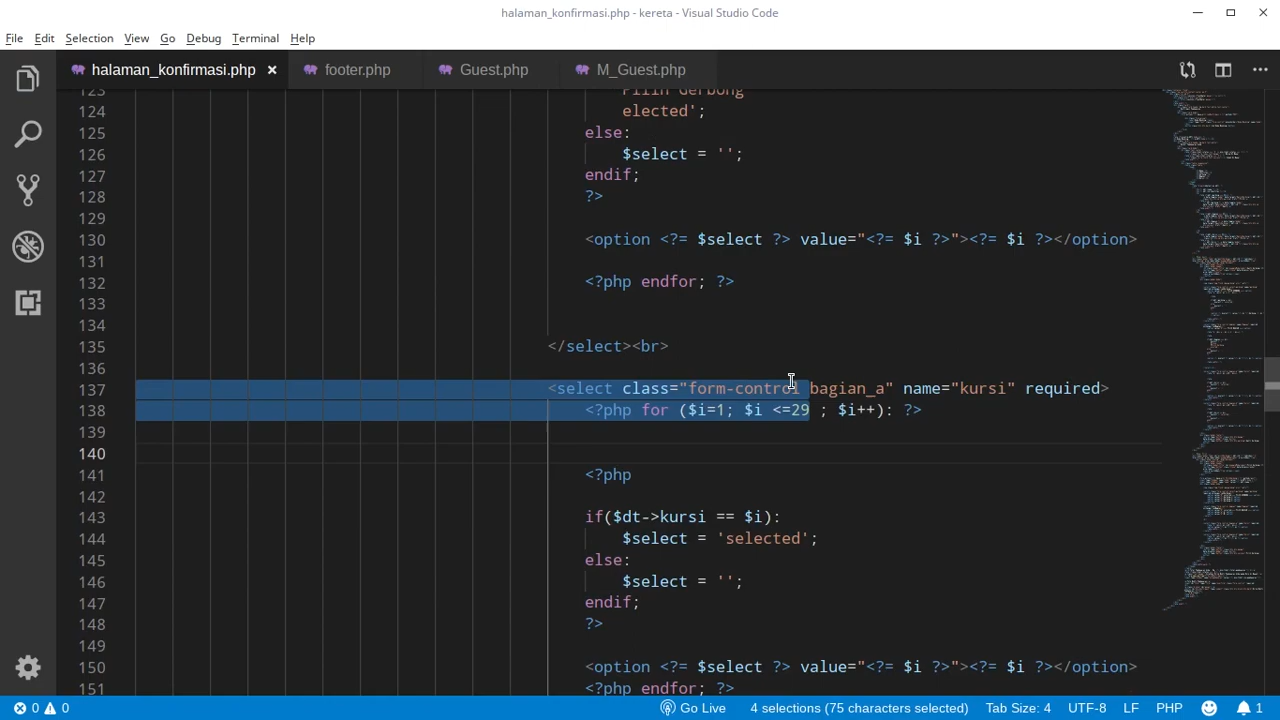 halaman_konfirmasi.php - kereta - Visual Studio Code
File Edit Selection View Go Debug Terminal Help
halaman_konfirmasi.php footer.php Guest.php M_Guest.php
123 Pilih Gerbong
124 elected';
125 else:
126 $select = '';
127 endif;
128 ?>
129
130 <option <?= $select ?> value="<?= $i ?>"><?= $i ?></option>
131
132 <?php endfor; ?>
133
134
135 </select><br>
136
137 <select class="form-control bagian_a" name="kursi" required>
138 <?php for ($i=1; $i <=29 ; $i++): ?>
139
140
141 <?php
142
143 if($dt->kursi == $i):
144 $select = 'selected';
145 else:
146 $select = '';
147 endif;
148 ?>
149
150 <option <?= $select ?> value="<?= $i ?>"><?= $i ?></option>
151 <?php endfor; ?>
0 0 Go Live 4 selections (75 characters selected) Tab Size: 4 UTF-8 LF PHP 1